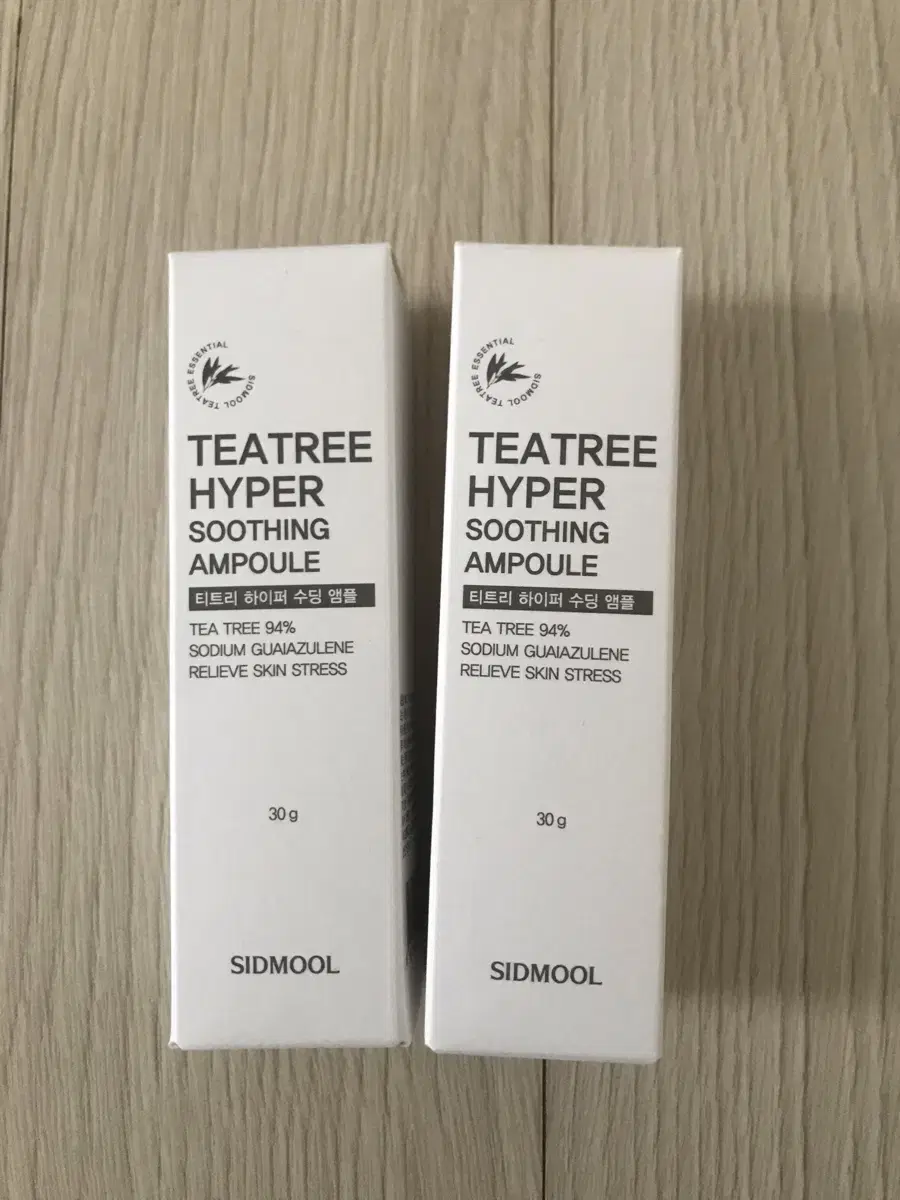 SIDMOOL TEATREE ESSENTIAL
TEATREE
HYPER
SOOTHING
AMPOULE
티트리 하이퍼 수딩 앰플
TEA TREE 94%
SODIUM GUAIAZULENE
RELIEVE SKIN STRESS
30 g
SIDMOOL
SIDMOOL TEATREE ESSENTIAL
TEATREE
HYPER
SOOTHING
AMPOULE
티트리 하이퍼 수딩 앰플
TEA TREE 94%
SODIUM GUAIAZULENE
RELIEVE SKIN STRESS
30 g
SIDMOOL